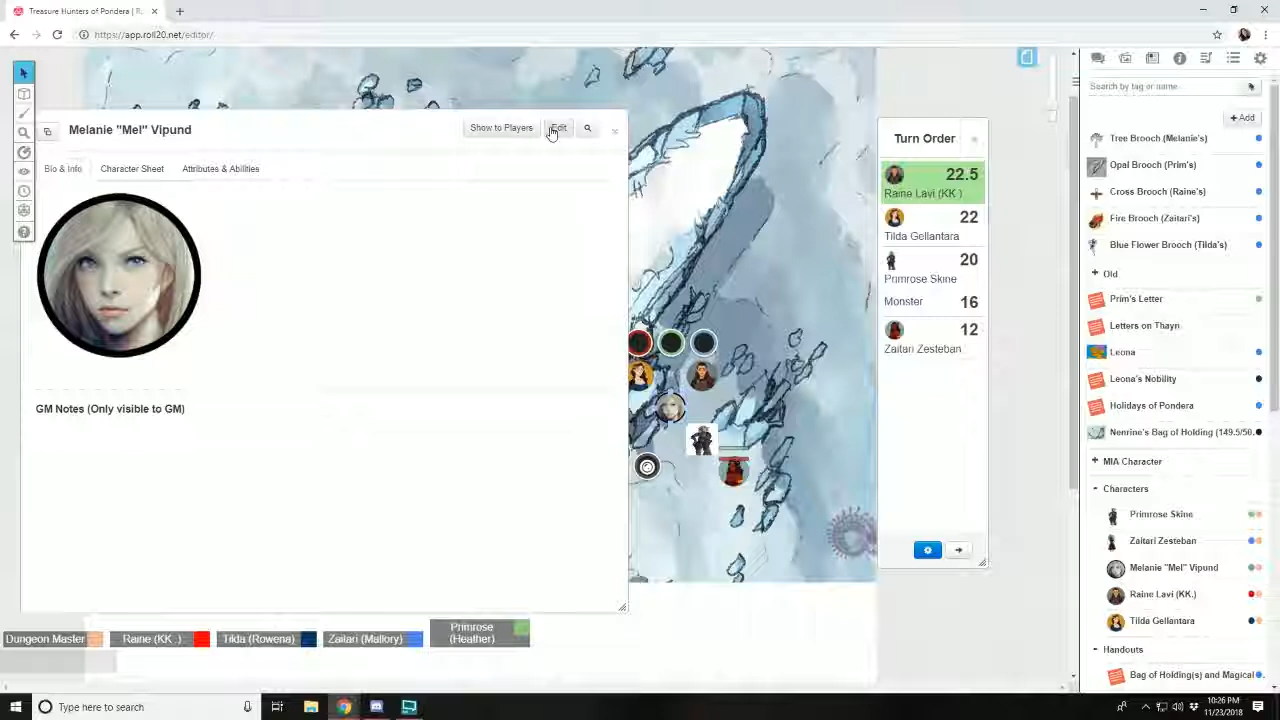 Treasure Hunters of Pondera | R
https://app.roll20.net/editor/
Melanie "Mel" Vipund
Show to Players
Edit
Bio & Info
Character Sheet
Attributes & Abilities
GM Notes (Only visible to GM)
Turn Order
22.5
Raine Lavi (KK.)
22
Tilda Gellantara
20
Primrose Skine
Monster
16
12
Zaitari Zesteban
Search by tag or name
+ Add
Tree Brooch (Melanie's)
Opal Brooch (Prim's)
Cross Brooch (Raine's)
Fire Brooch (Zaitari's)
Blue Flower Brooch (Tilda's)
+ Old
Prim's Letter
Letters on Thayn
Leona
Leona's Nobility
Holidays of Pondera
Nenrine's Bag of Holding (149.5/50
+ MIA Character
- Characters
Primrose Skine
Zaitari Zesteban
Melanie "Mel" Vipund
Raine Lavi (KK.)
Tilda Gellantara
- Handouts
Bag of Holding(s) and Magical
Dungeon Master
Raine (KK.)
Tilda (Rowena)
Zaitari (Mallory)
Primrose
(Heather)
Type here to search
10:26 PM
11/23/2018